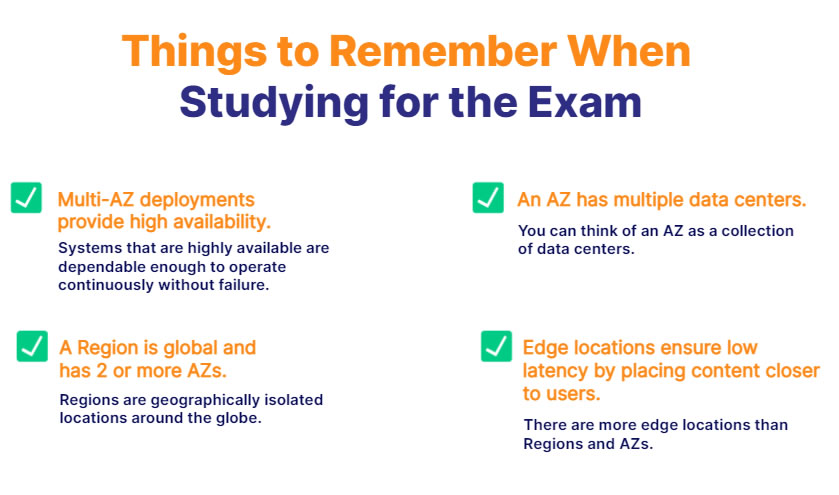 Things to Remember When
Studying for the Exam
Multi-AZ deployments
provide high availability.
Systems that are highly available are
dependable enough to operate
continuously without failure.
An AZ has multiple data centers.
You can think of an AZ as a collection
of data centers.
A Region is global and
has 2 or more AZs.
Regions are geographically isolated
locations around the globe.
Edge locations ensure low
latency by placing content closer
to users.
There are more edge locations than
Regions and AZs.